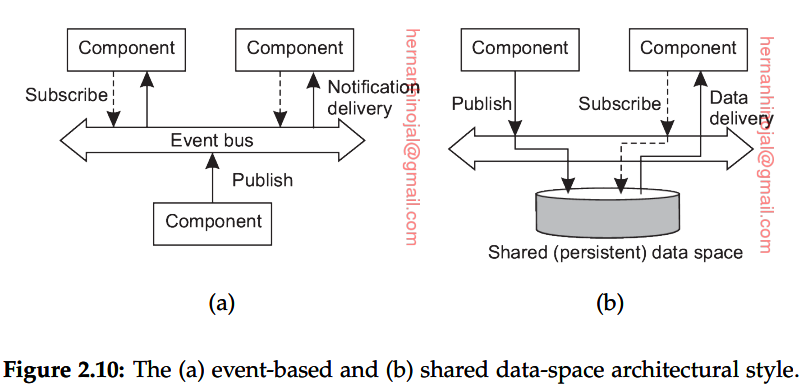 Component
Component
Subscribe
Notification
delivery
Event bus
Publish
Component
hernanhinojal@gmail.com
(a)
Component
Component
Publish
Subscribe
Data
delivery
Shared (persistent) data space
hernanhinojal@gmail.com
(b)
Figure 2.10: The (a) event-based and (b) shared data-space architectural style.